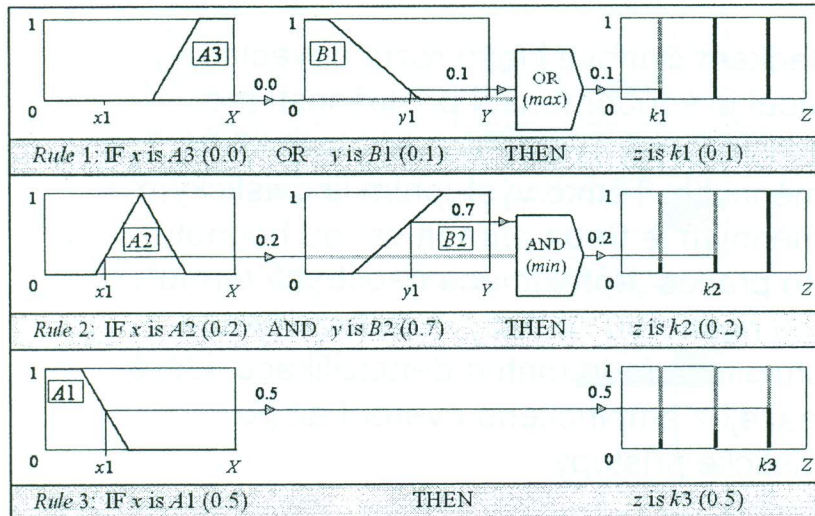 1 A3 1 B1 1
0.0 0.1 OR (max) 0.1
0 x1 X 0 y1 Y 0 k1 Z
Rule 1: IF x is A3 (0.0) OR y is B1 (0.1) THEN z is k1 (0.1)
1 A2 1 B2 1
0.2 0.7 AND (min) 0.2
0 x1 X 0 y1 Y 0 k2 Z
Rule 2: IF x is A2 (0.2) AND y is B2 (0.7) THEN z is k2 (0.2)
1 A1 1
0.5 0.5
0 x1 X 0 k3 Z
Rule 3: IF x is A1 (0.5) THEN z is k3 (0.5)